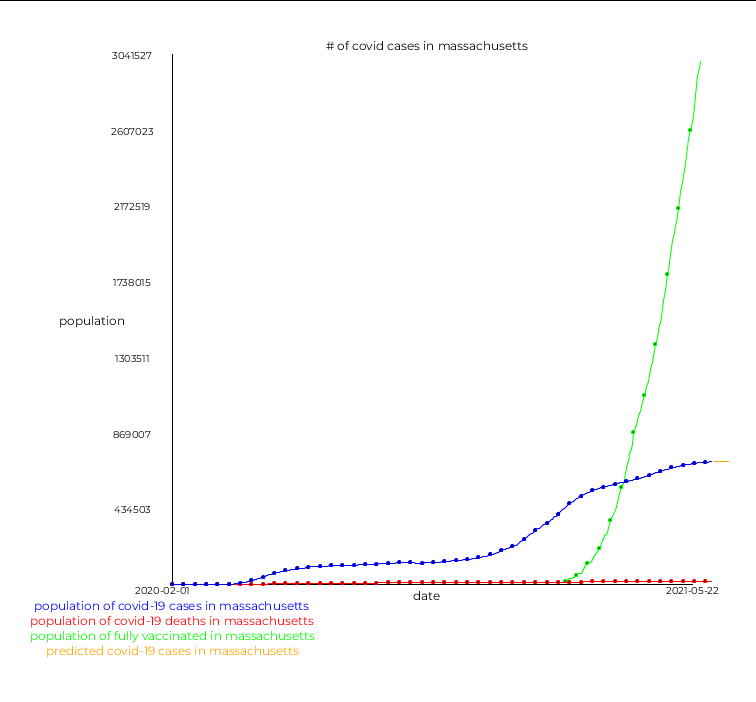 # of covid cases in massachusetts
3041527
2607023
2172519
1738015
population
1303511
869007
434503
2020-02-01
date
2021-05-22
population of covid-19 cases in massachusetts
population of covid-19 deaths in massachusetts
population of fully vaccinated in massachusetts
predicted covid-19 cases in massachusetts